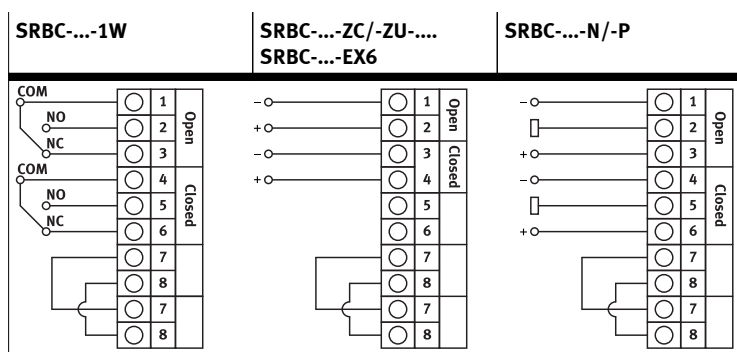 SRBC-...-1W
SRBC-...-ZC/-ZU-....
SRBC-...-EX6
SRBC-...-N/-P
COM
NO
NC
COM
NO
NC
1
2
3
4
5
6
7
8
7
8
Open
Closed
-
+
-
+
1
2
3
4
5
6
7
8
7
8
Open
Closed
-
+
-
+
1
2
3
4
5
6
7
8
7
8
Open
Closed